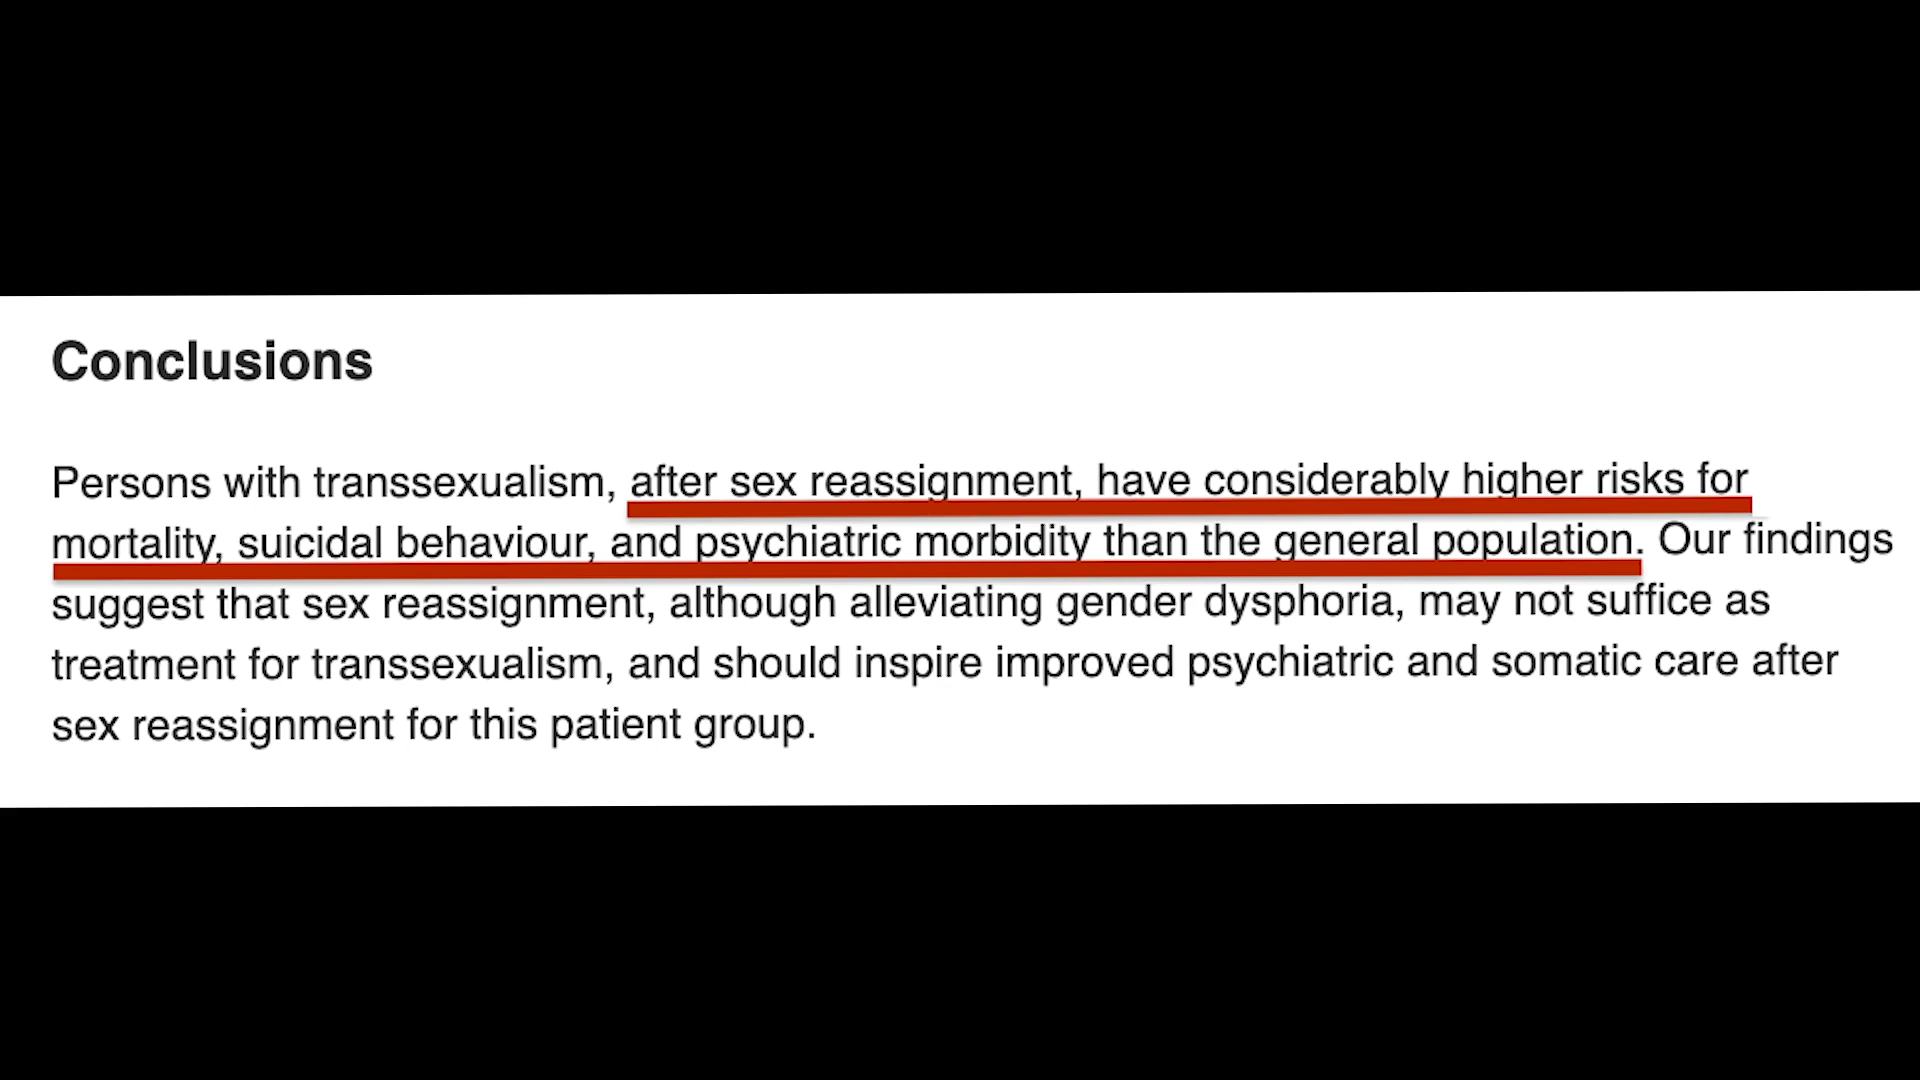 Conclusions
Persons with transsexualism, after sex reassignment, have considerably higher risks for
mortality, suicidal behaviour, and psychiatric morbidity than the general population. Our findings
suggest that sex reassignment, although alleviating gender dysphoria, may not suffice as
treatment for transsexualism, and should inspire improved psychiatric and somatic care after
sex reassignment for this patient group.